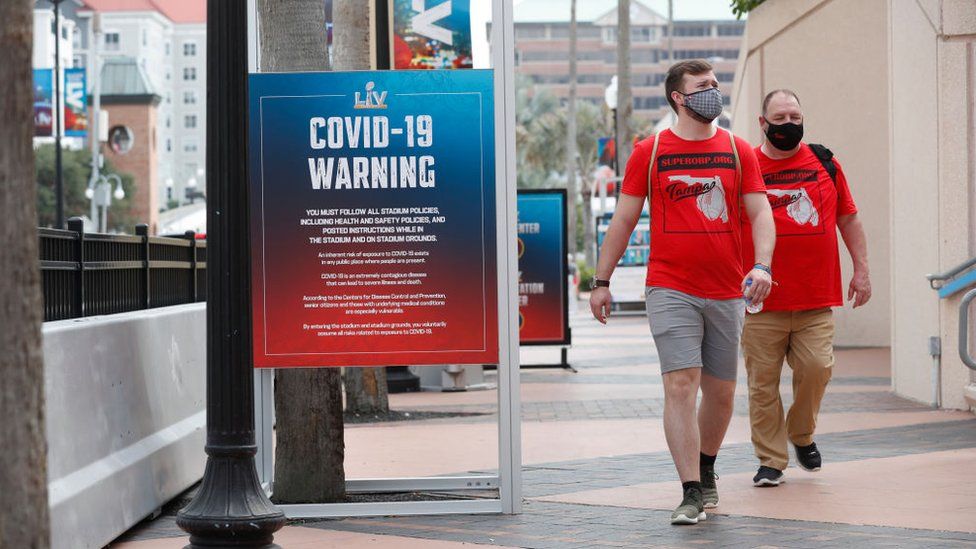 LIV
COVID-19
WARNING
YOU MUST FOLLOW ALL STADIUM POLICIES,
INCLUDING HEALTH AND SAFETY POLICIES, AND
POSTED INSTRUCTIONS WHILE IN
THE STADIUM AND ON STADIUM GROUNDS.
An inherent risk of exposure to COVID-19 exists
in any public place where people are present.
COVID-19 is an extremely contagious disease
that can lead to severe illness and death.
According to the Centers for Disease Control and Prevention,
senior citizens and those with underlying medical conditions
are especially vulnerable.
By entering the stadium and stadium grounds, you voluntarily
assume all risks related to exposure to COVID-19.
SUPEROBP.ORG
Tampa
SUPEROBP.ORG
Tampa